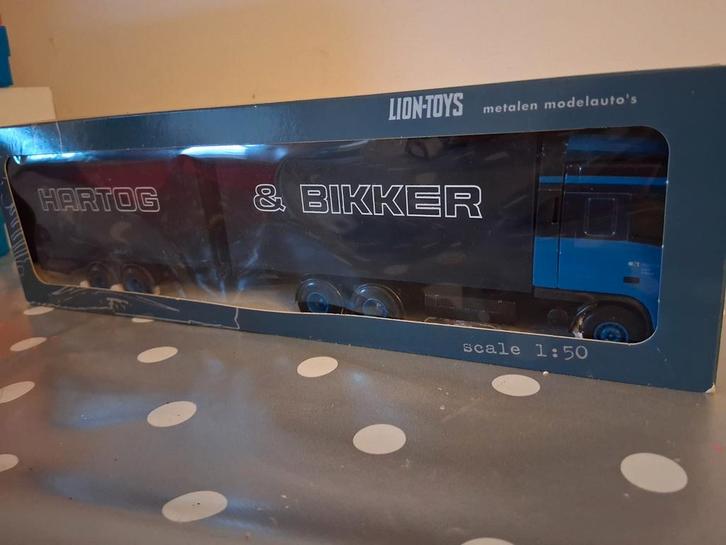 LION-TOYS metalen modelauto's
HARTOG & BIKKER
scale 1:50